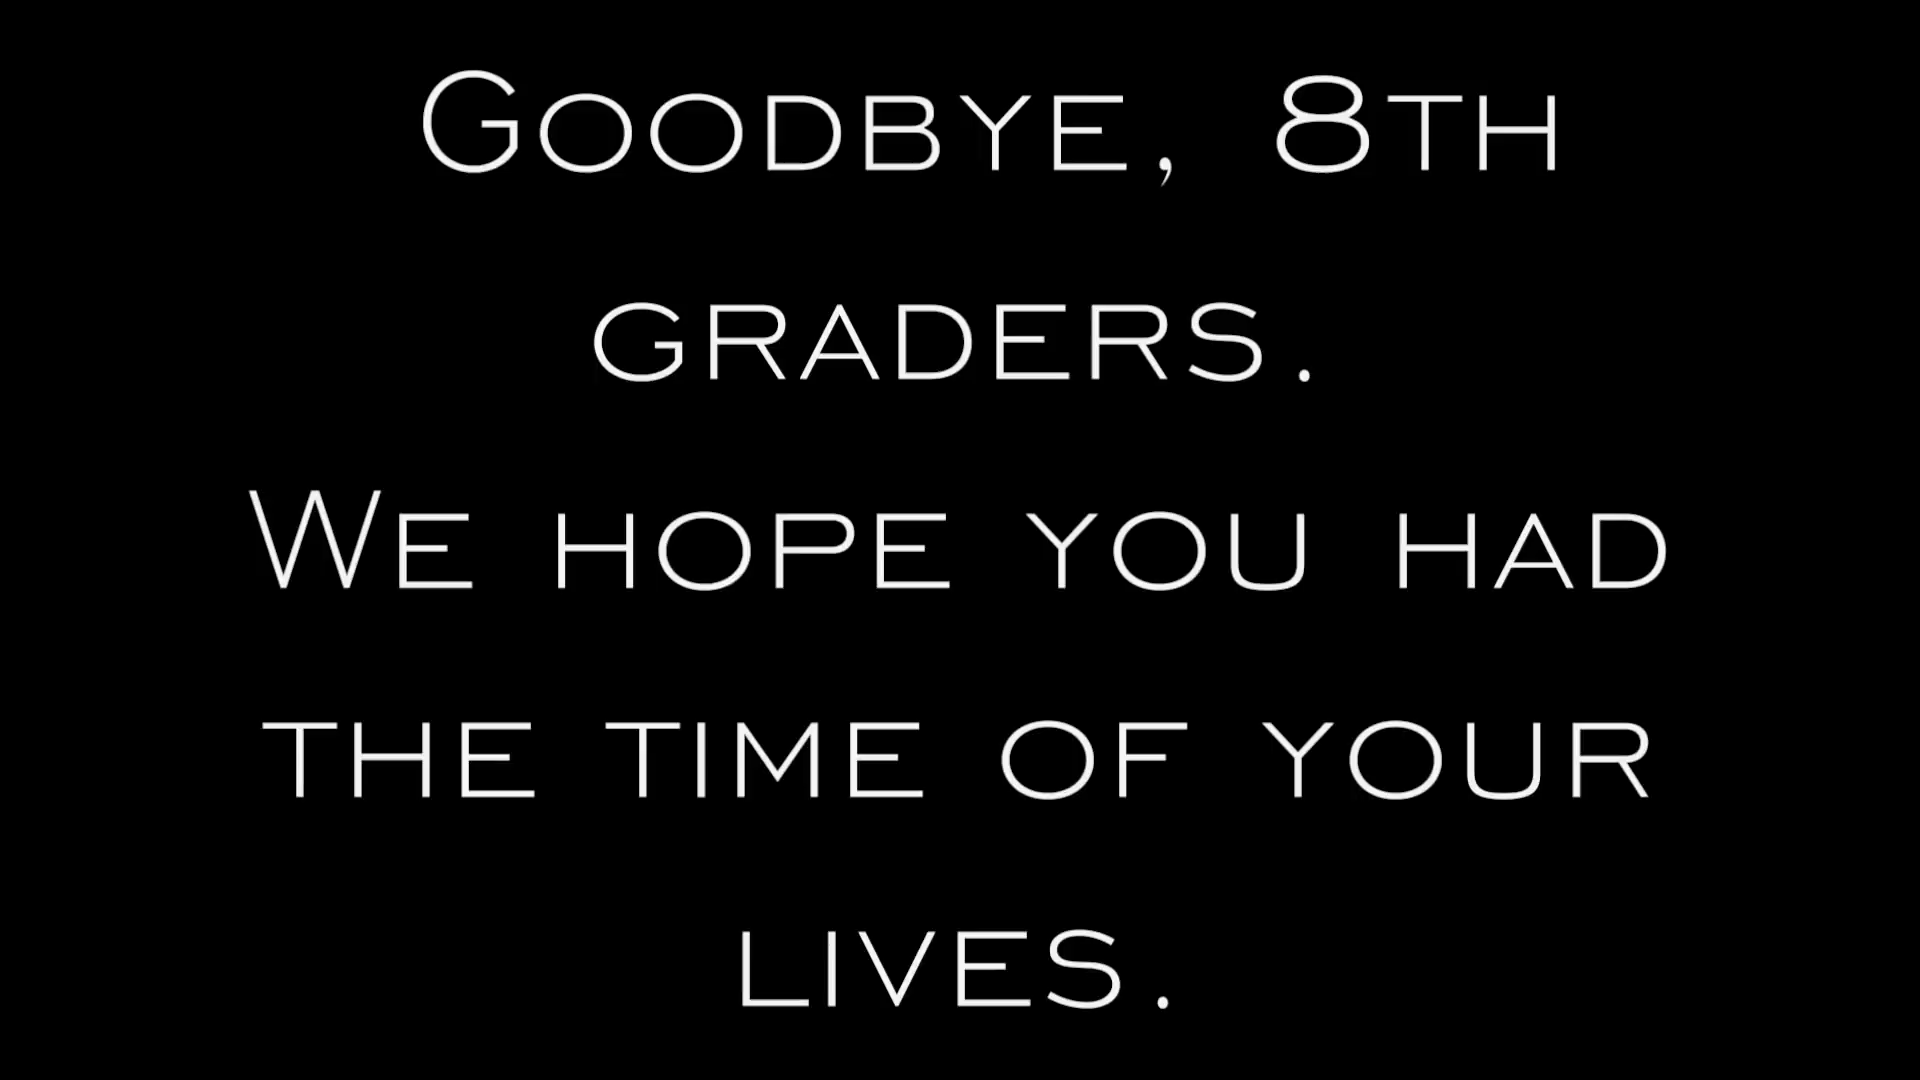 Goodbye, 8th
graders.
We hope you had
the time of your
lives.